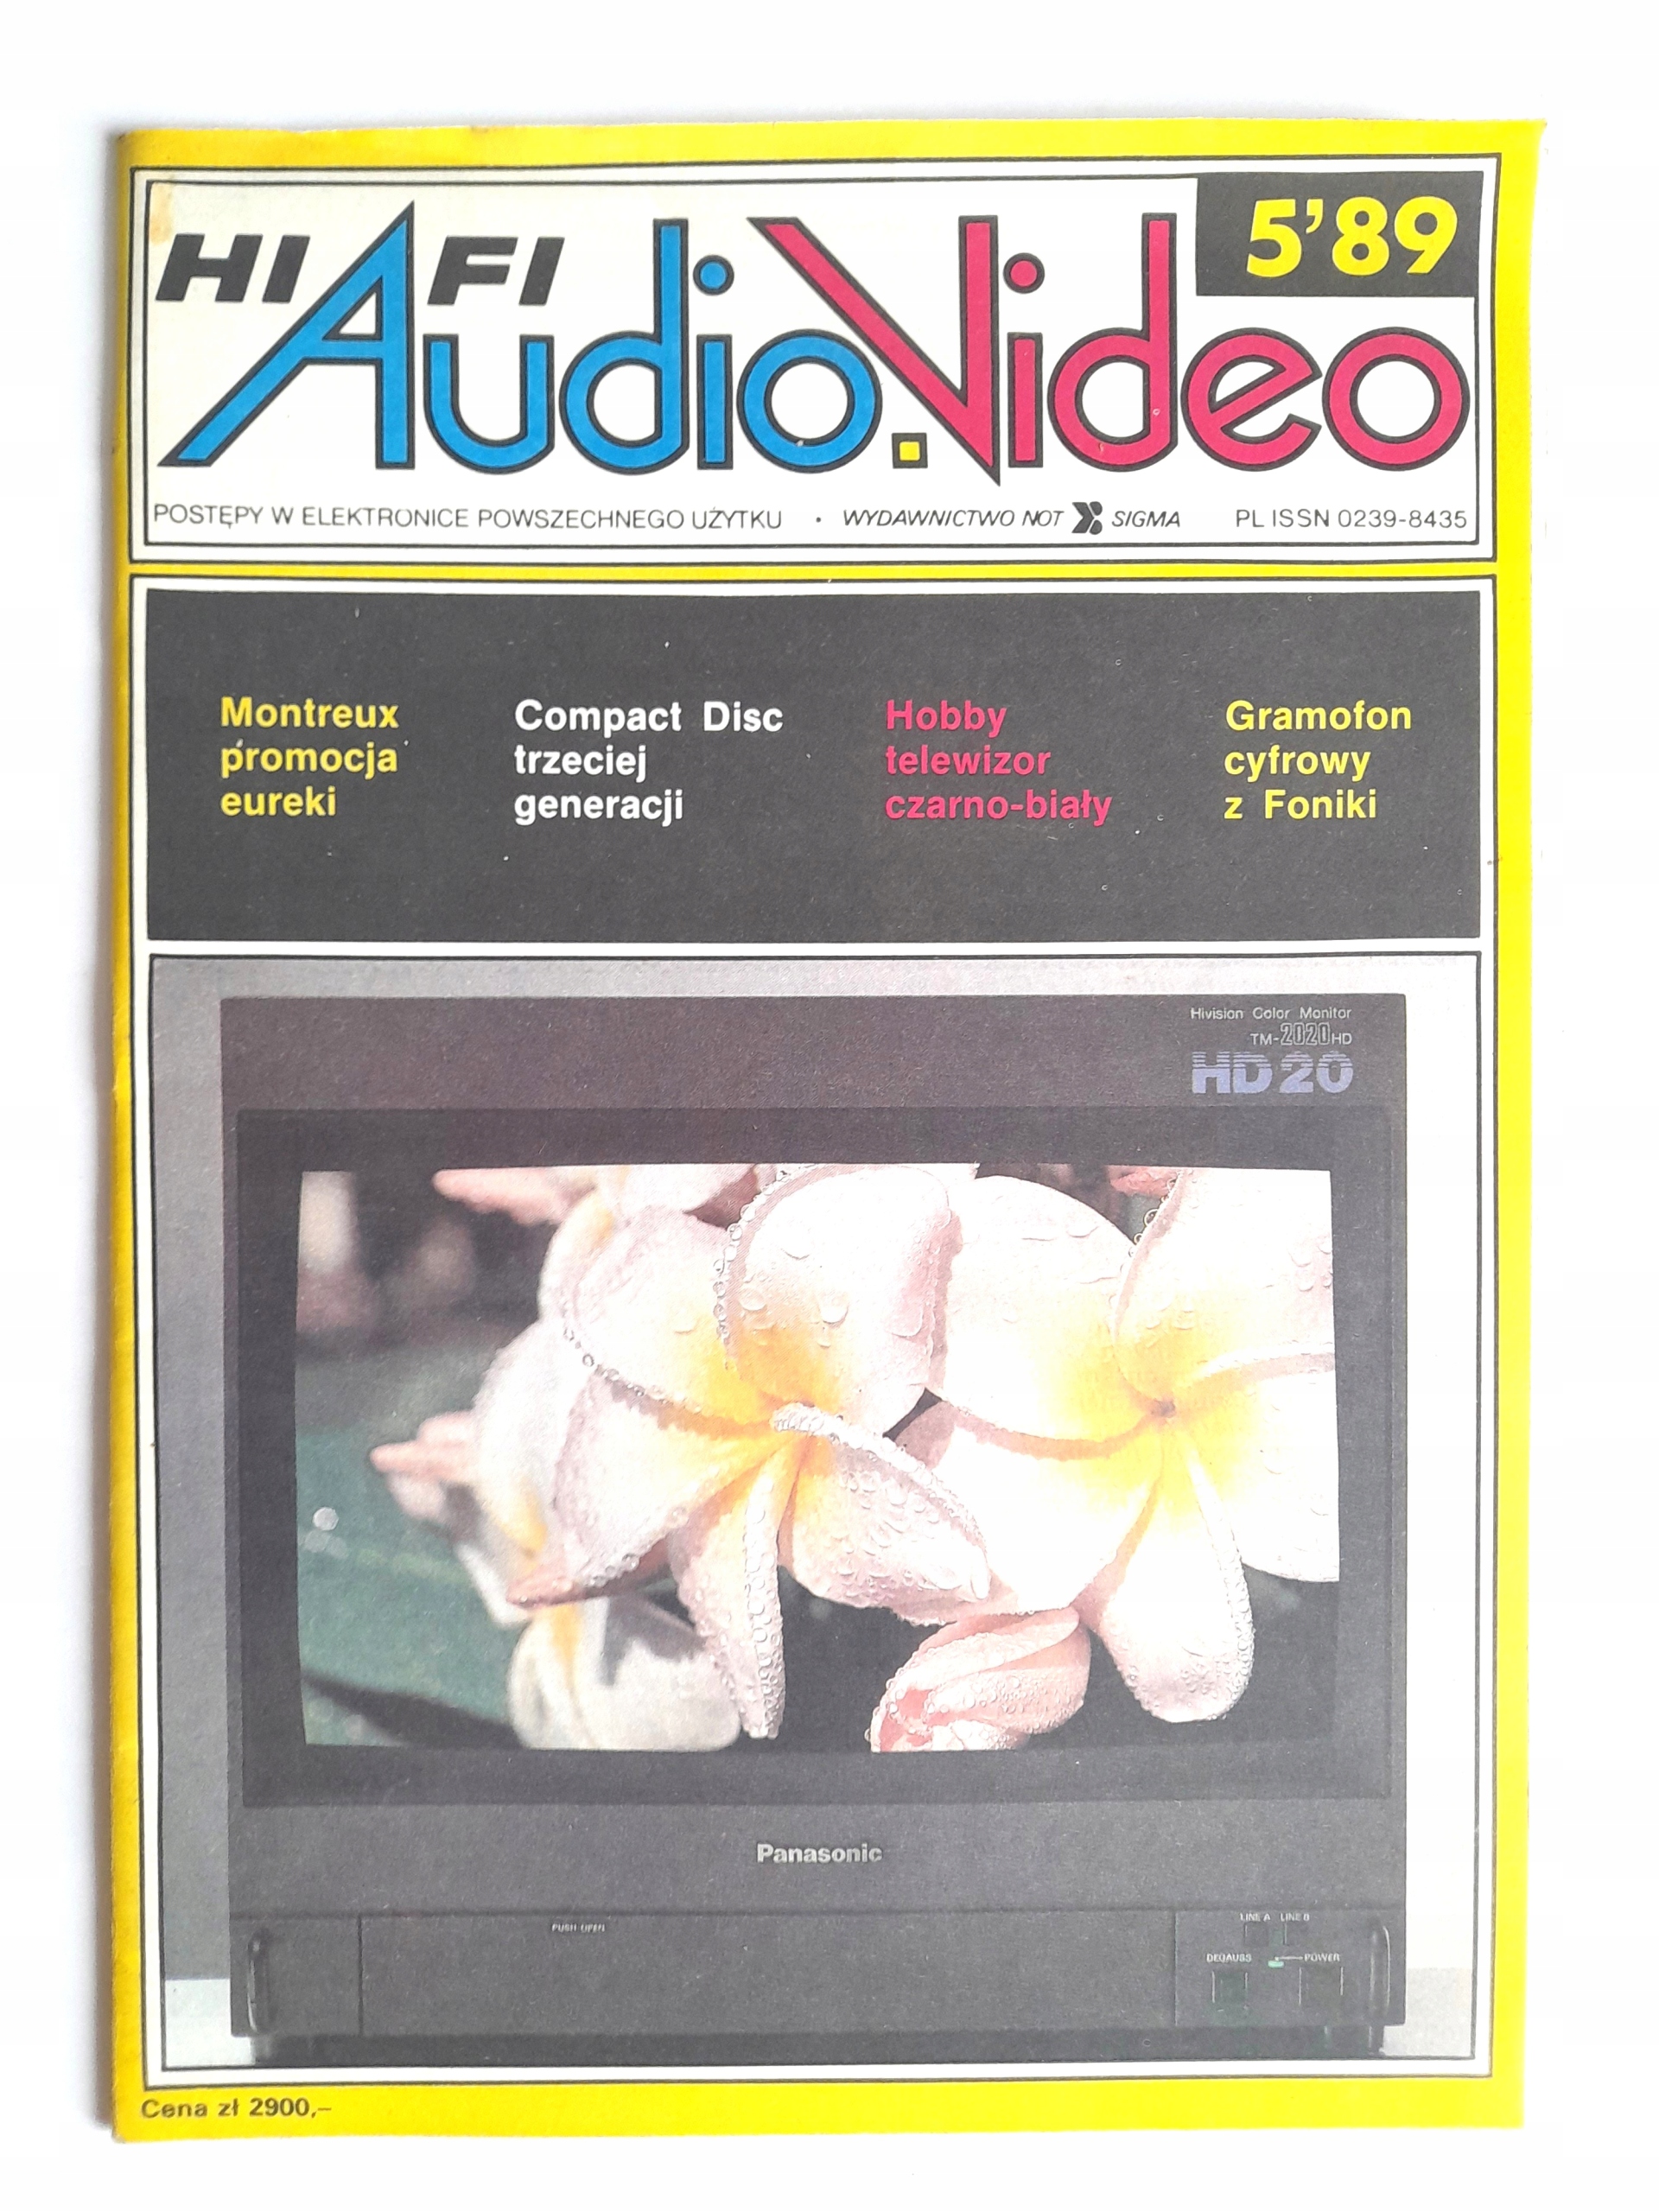 HI FI
Audio.Video
5'89
POSTĘPY W ELEKTRONICE POWSZECHNEGO UŻYTKU • WYDAWNICTWO NOT SIGMA PL ISSN 0239-8435
Montreux
promocja
eureki
Compact Disc
trzeciej
generacji
Hobby
telewizor
czarno-biały
Gramofon
cyfrowy
z Foniki
Hivision Color Monitor
TM-2020HD
HD20
Panasonic
PUSH OPEN
LINE A LINE B
DEGAUSS POWER
Cena zł 2900,–